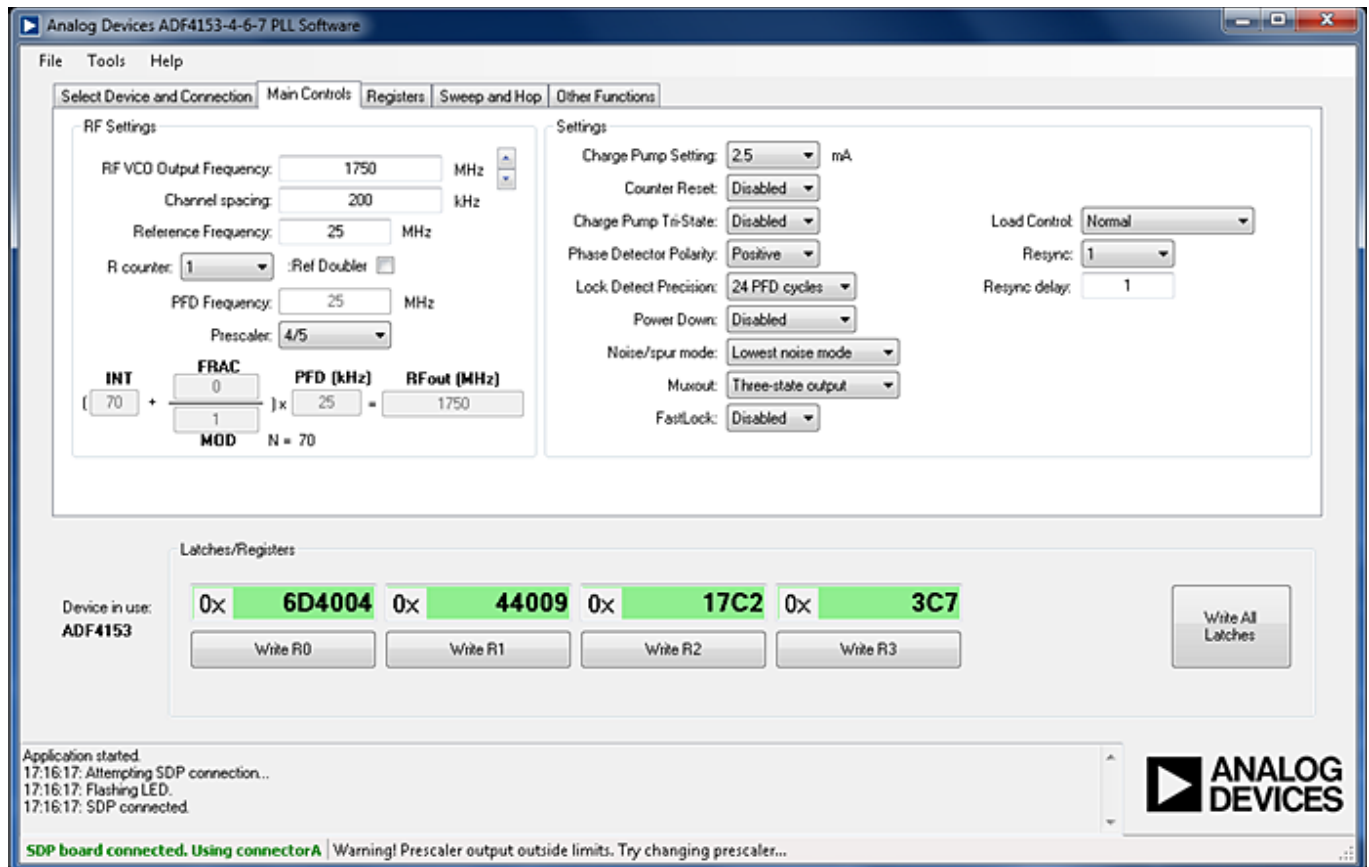 Analog Devices ADF4153-4-6-7 PLL Software
File Tools Help
Select Device and Connection Main Controls Registers Sweep and Hop Other Functions
RF Settings
RF VCO Output Frequency: 1750 MHz
Channel spacing: 200 kHz
Reference Frequency: 25 MHz
R counter: 1 :Ref Doubler
PFD Frequency: 25 MHz
Prescaler: 4/5
INT FRAC PFD (kHz) RFout (MHz)
( 70 + 0 / 1 ) x 25 = 1750
MOD N = 70
Settings
Charge Pump Setting: 2.5 mA
Counter Reset: Disabled
Charge Pump Tri-State: Disabled
Phase Detector Polarity: Positive
Lock Detect Precision: 24 PFD cycles
Power Down: Disabled
Noise/spur mode: Lowest noise mode
Muxout: Three-state output
FastLock: Disabled
Load Control: Normal
Resync: 1
Resync delay: 1
Latches/Registers
Device in use:
ADF4153
0x 6D4004 0x 44009 0x 17C2 0x 3C7
Write R0 Write R1 Write R2 Write R3
Write All
Latches
Application started.
17:16:17: Attempting SDP connection...
17:16:17: Flashing LED.
17:16:17: SDP connected.
ANALOG
DEVICES
SDP board connected. Using connectorA Warning! Prescaler output outside limits. Try changing prescaler...